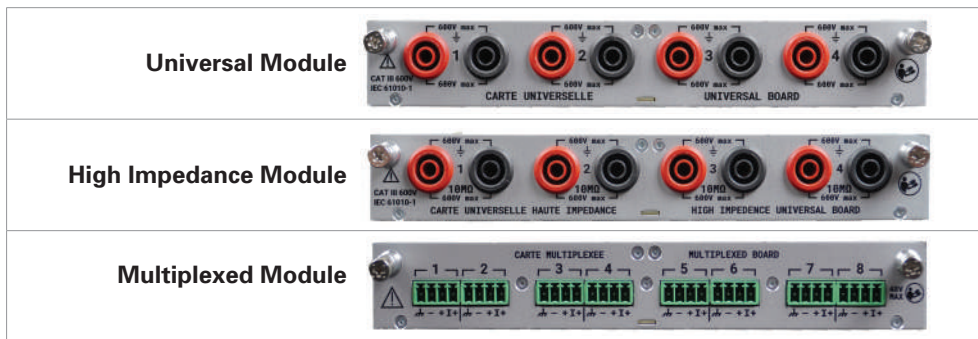 Universal Module
600V max 600V max 600V max 600V max
1 2 3 4
CAT III 600V
IEC 61010-1
600V max 600V max 600V max 600V max
CARTE UNIVERSELLE UNIVERSAL BOARD
High Impedance Module
600V max 600V max 600V max 600V max
1 2 3 4
10MΩ 10MΩ 10MΩ 10MΩ
CAT III 600V
IEC 61010-1
600V max 600V max 600V max 600V max
CARTE UNIVERSELLE HAUTE IMPEDANCE HIGH IMPEDENCE UNIVERSAL BOARD
Multiplexed Module
CARTE MULTIPLEXEE MULTIPLEXED BOARD
1 2 3 4 5 6 7 8
48V
MAX
- +I+ - +I+ - +I+ - +I+ - +I+ - +I+ - +I+ - +I+